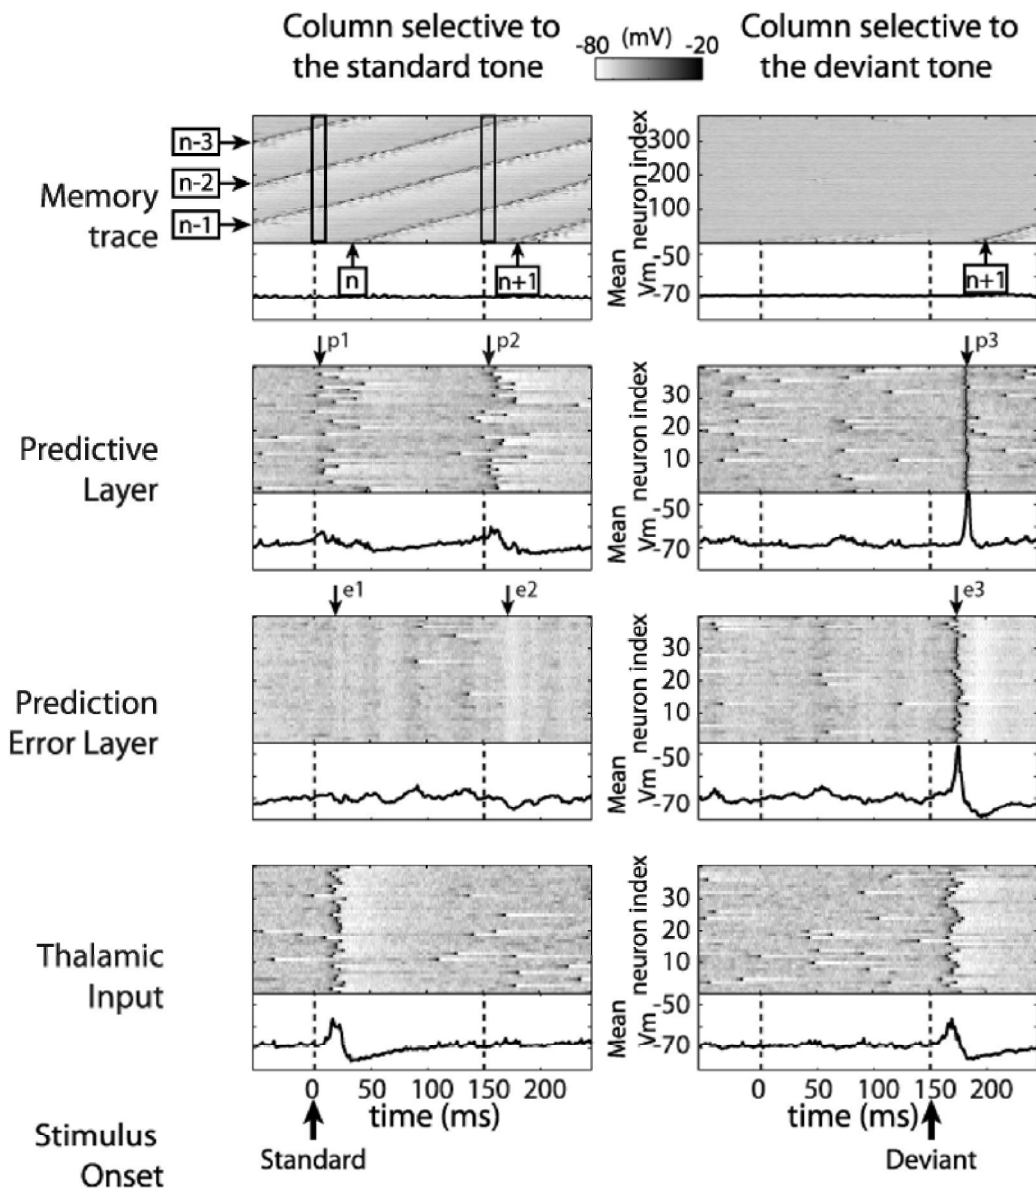 Column selective to
the standard tone
-80 (mV) -20
Column selective to
the deviant tone
Memory
trace
n-3
n-2
n-1
n
n+1
neuron index
300
200
100
Mean
Vm
-50
-70
n+1
Predictive
Layer
p1
p2
p3
neuron index
30
20
10
Mean
Vm
-50
-70
Prediction
Error Layer
e1
e2
e3
neuron index
30
20
10
Mean
Vm
-50
-70
Thalamic
Input
neuron index
30
20
10
Mean
Vm
-50
-70
0 50 100 150 200
time (ms)
0 50 100 150 200
time (ms)
Stimulus
Onset
Standard
Deviant